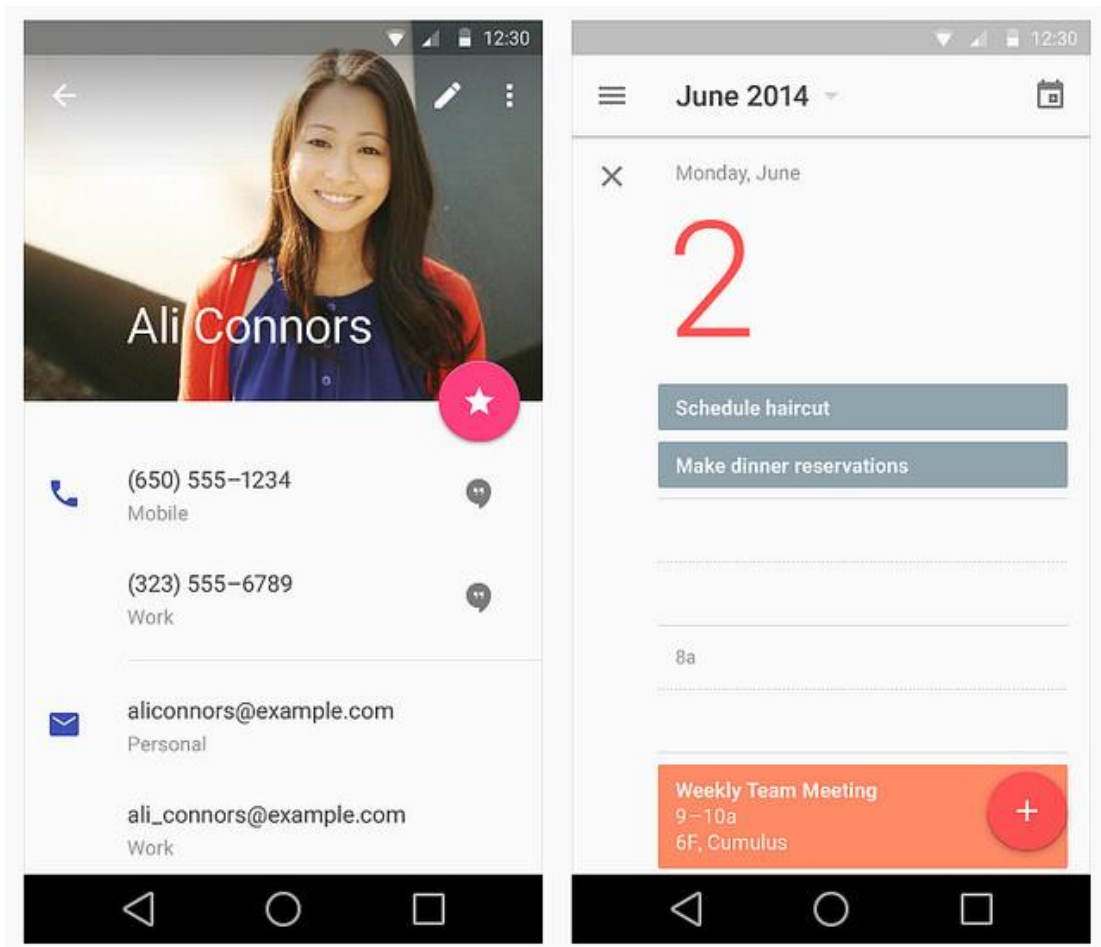 12:30
Ali Connors
(650) 555–1234
Mobile
(323) 555–6789
Work
aliconnors@example.com
Personal
ali_connors@example.com
Work
12:30
June 2014
Monday, June
2
Schedule haircut
Make dinner reservations
8a
Weekly Team Meeting
9–10a
6F, Cumulus